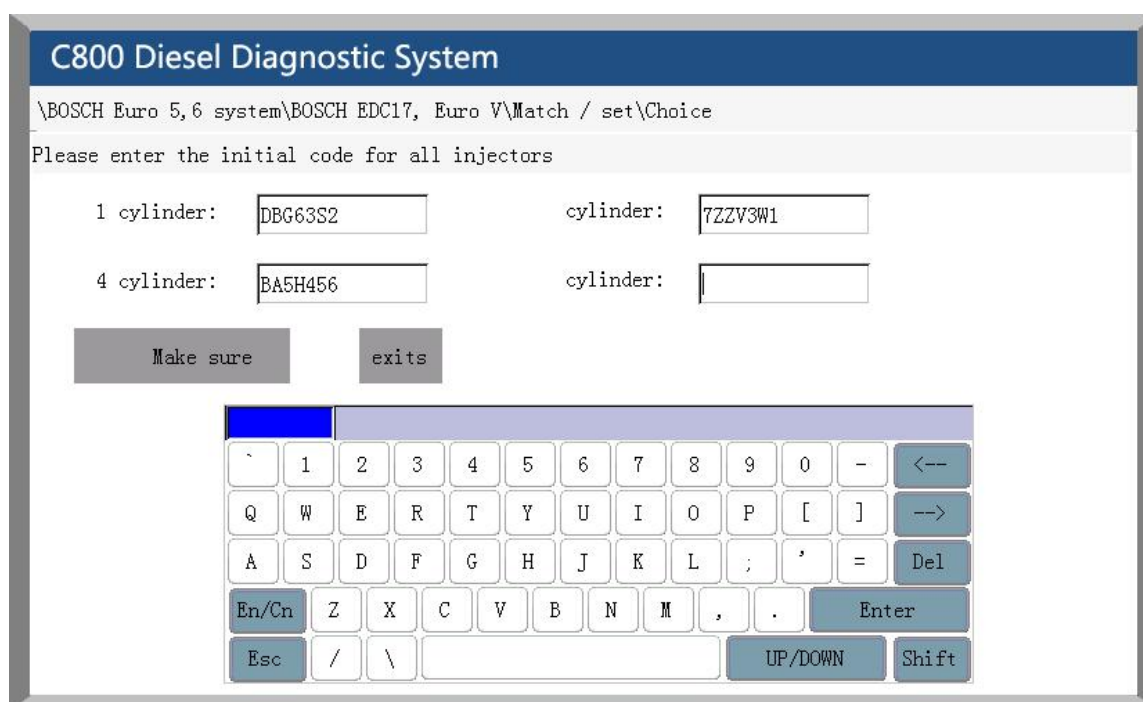 C800 Diesel Diagnostic System
\BOSCH Euro 5,6 system\BOSCH EDC17, Euro V\Match / set\Choice
Please enter the initial code for all injectors
1 cylinder: DBG63S2 cylinder: 7ZZV3W1
4 cylinder: BA5H456 cylinder:
Make sure exits
` 1 2 3 4 5 6 7 8 9 0 - <--
Q W E R T Y U I O P [ ] -->
A S D F G H J K L ; ' = Del
En/Cn Z X C V B N M , . Enter
Esc / \ UP/DOWN Shift